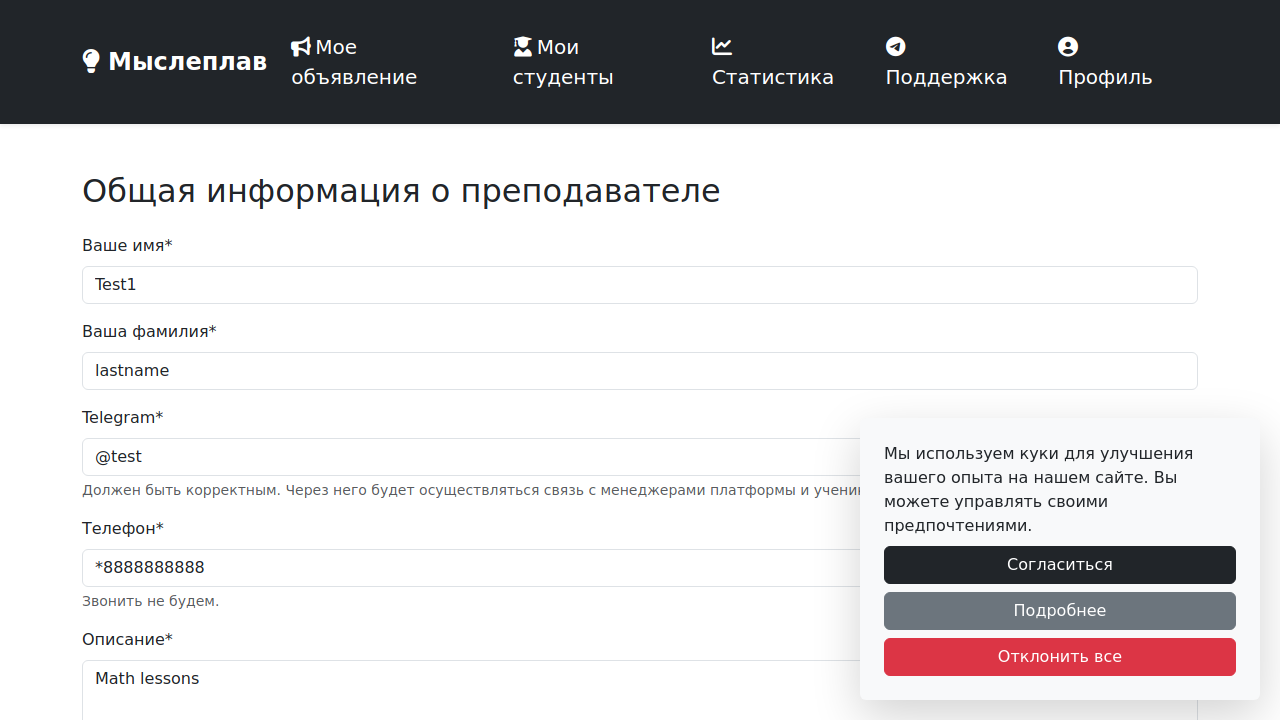 Мыслеплав
Мое
объявление
Мои
студенты
Статистика
Поддержка
Профиль
Общая информация о преподавателе
Ваше имя*
Test1
Ваша фамилия*
lastname
Telegram*
@test
Должен быть корректным. Через него будет осуществляться связь с менеджерами платформы и
Телефон*
*8888888888
Звонить не будем.
Описание*
Math lessons
Мы используем куки для улучшения
вашего опыта на нашем сайте. Вы
можете управлять своими
предпочтениями.
Согласиться
Подробнее
Отклонить все